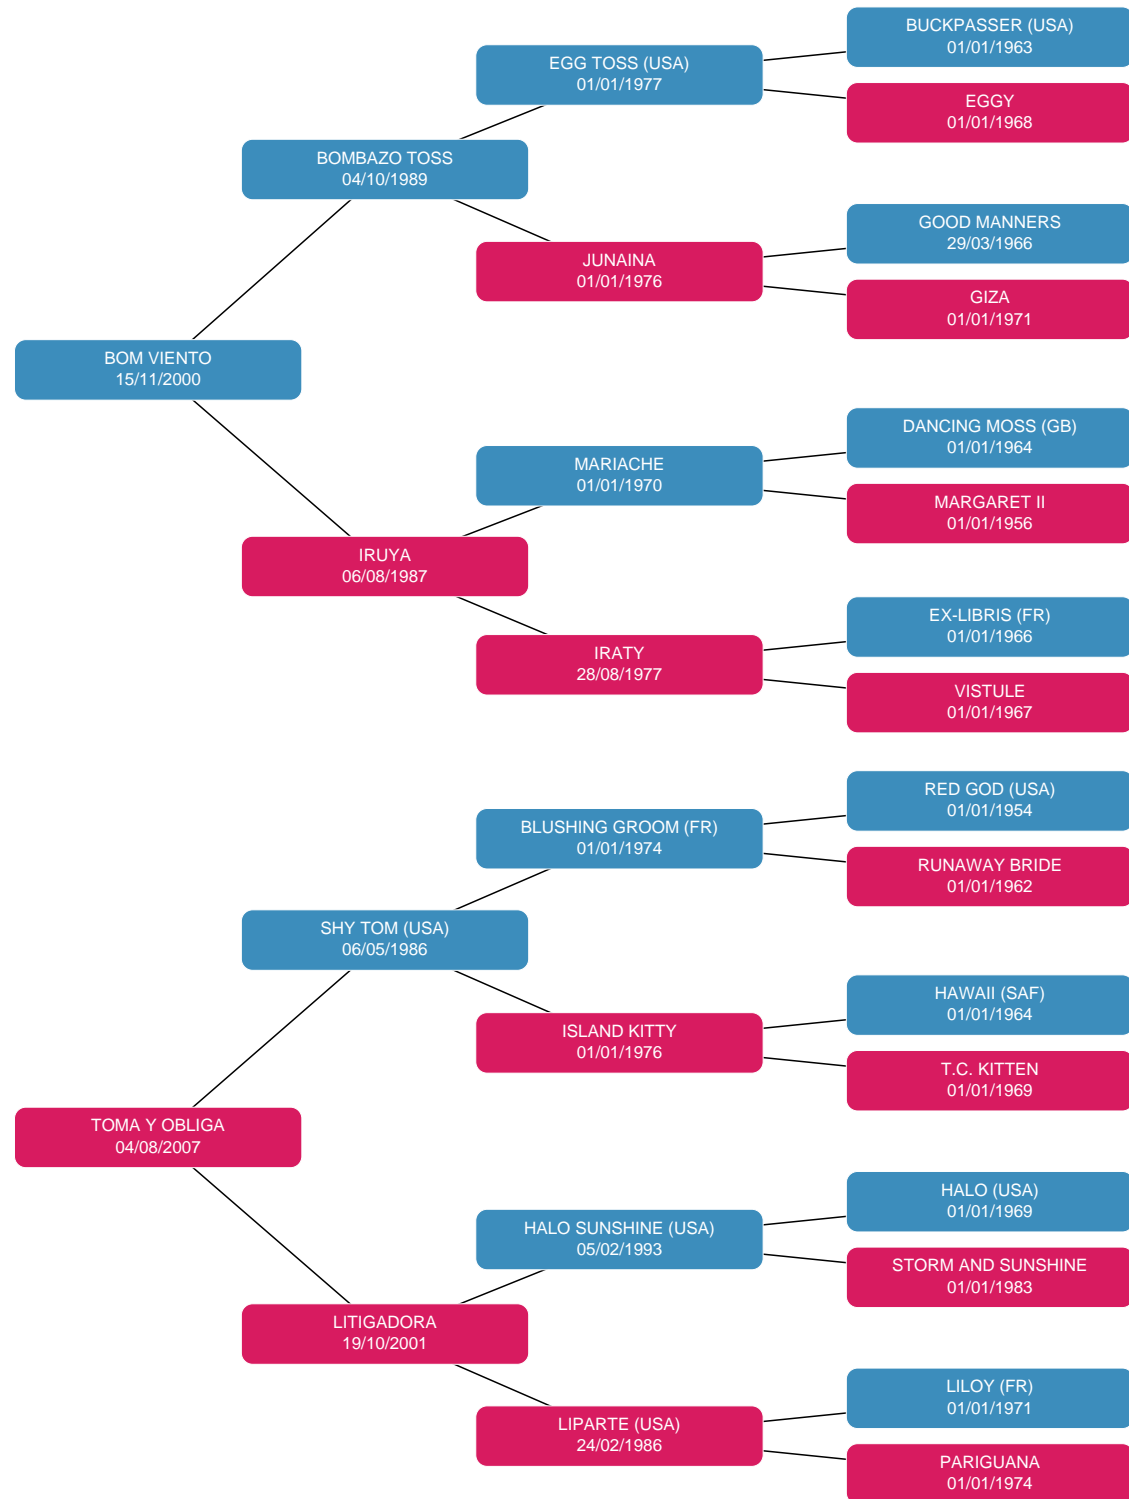 BUCKPASSER (USA)
01/01/1963
EGG TOSS (USA)
01/01/1977
EGGY
01/01/1968
BOMBAZO TOSS
04/10/1989
GOOD MANNERS
29/03/1966
JUNAINA
01/01/1976
GIZA
01/01/1971
BOM VIENTO
15/11/2000
DANCING MOSS (GB)
01/01/1964
MARIACHE
01/01/1970
MARGARET II
01/01/1956
IRUYA
06/08/1987
EX-LIBRIS (FR)
01/01/1966
IRATY
28/08/1977
VISTULE
01/01/1967
RED GOD (USA)
01/01/1954
BLUSHING GROOM (FR)
01/01/1974
RUNAWAY BRIDE
01/01/1962
SHY TOM (USA)
06/05/1986
HAWAII (SAF)
01/01/1964
ISLAND KITTY
01/01/1976
T.C. KITTEN
01/01/1969
TOMA Y OBLIGA
04/08/2007
HALO (USA)
01/01/1969
HALO SUNSHINE (USA)
05/02/1993
STORM AND SUNSHINE
01/01/1983
LITIGADORA
19/10/2001
LILOY (FR)
01/01/1971
LIPARTE (USA)
24/02/1986
PARIGUANA
01/01/1974